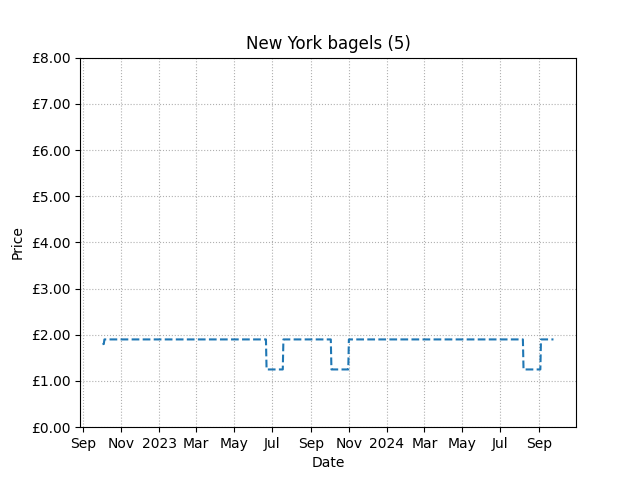 New York bagels (5)
£8.00
£7.00
£6.00
£5.00
£4.00
£3.00
£2.00
£1.00
£0.00
Price
Sep Nov 2023 Mar May Jul Sep Nov 2024 Mar May Jul Sep
Date